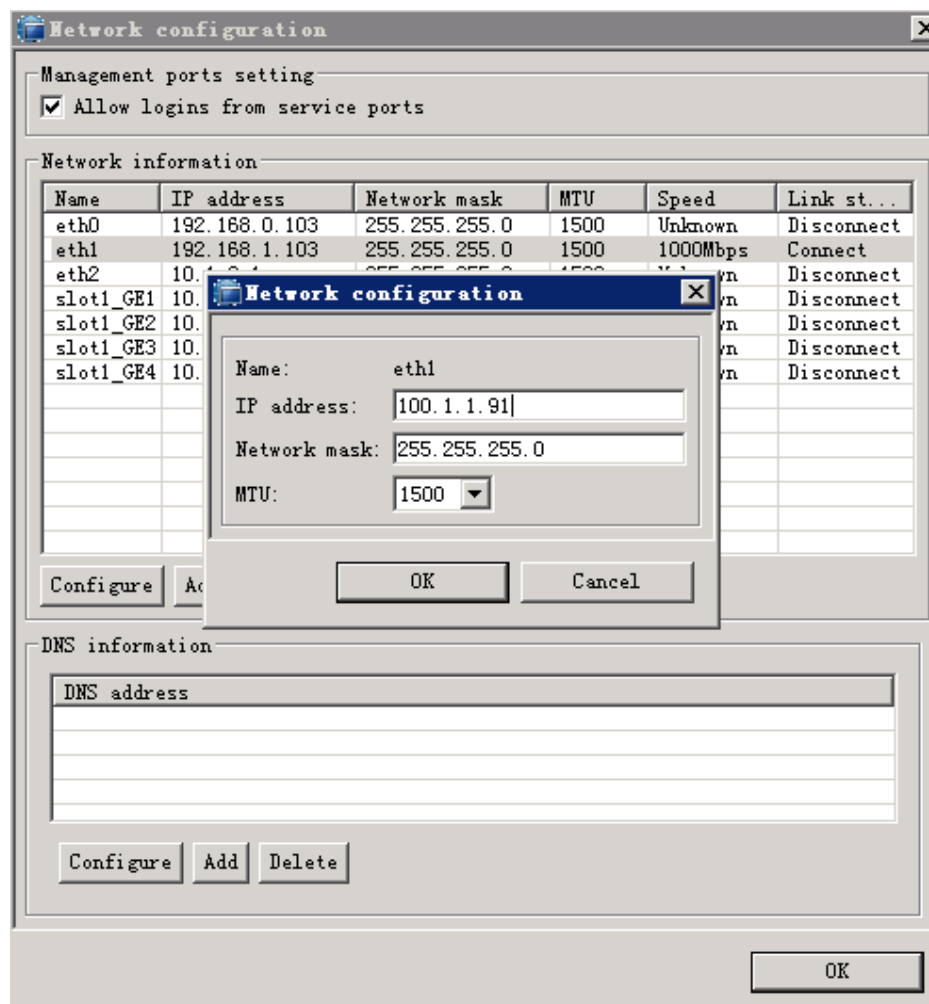 Network configuration
Management ports setting
Allow logins from service ports
Network information
Name IP address Network mask MTU Speed Link st...
eth0 192.168.0.103 255.255.255.0 1500 Unknown Disconnect
eth1 192.168.1.103 255.255.255.0 1500 1000Mbps Connect
eth2 10. Disconnect
slot1_GE1 10. Disconnect
slot1_GE2 10. Disconnect
slot1_GE3 10. Disconnect
slot1_GE4 10. Disconnect
Network configuration
Name: eth1
IP address: 100.1.1.91
Network mask: 255.255.255.0
MTU: 1500
OK Cancel
Configure
DNS information
DNS address
Configure Add Delete
OK